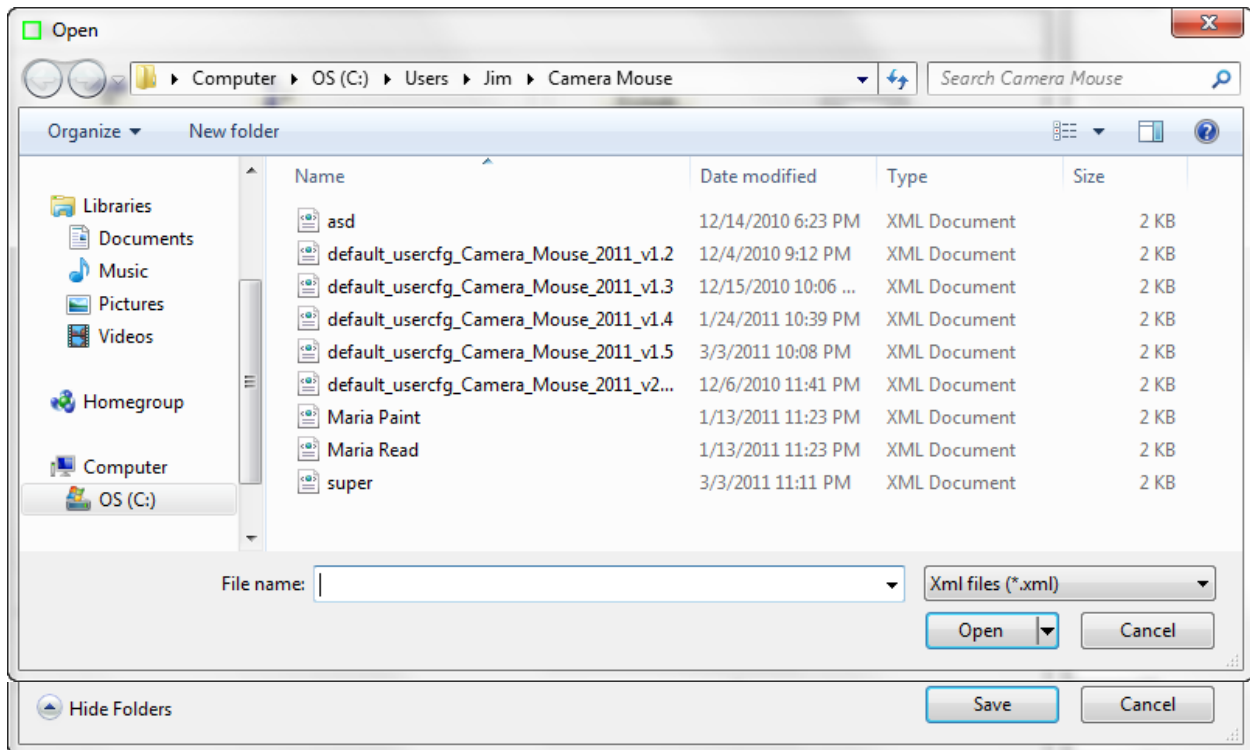 Open
Computer OS (C:) Users Jim Camera Mouse Search Camera Mouse
Organize New folder
Libraries
Documents
Music
Pictures
Videos
Homegroup
Computer
OS (C:)
Name Date modified Type Size
asd 12/14/2010 6:23 PM XML Document 2 KB
default_usercfg_Camera_Mouse_2011_v1.2 12/4/2010 9:12 PM XML Document 2 KB
default_usercfg_Camera_Mouse_2011_v1.3 12/15/2010 10:06 ... XML Document 2 KB
default_usercfg_Camera_Mouse_2011_v1.4 1/24/2011 10:39 PM XML Document 2 KB
default_usercfg_Camera_Mouse_2011_v1.5 3/3/2011 10:08 PM XML Document 2 KB
default_usercfg_Camera_Mouse_2011_v2... 12/6/2010 11:41 PM XML Document 2 KB
Maria Paint 1/13/2011 11:23 PM XML Document 2 KB
Maria Read 1/13/2011 11:23 PM XML Document 2 KB
super 3/3/2011 11:11 PM XML Document 2 KB
File name: Xml files (*.xml)
Open Cancel
Hide Folders Save Cancel